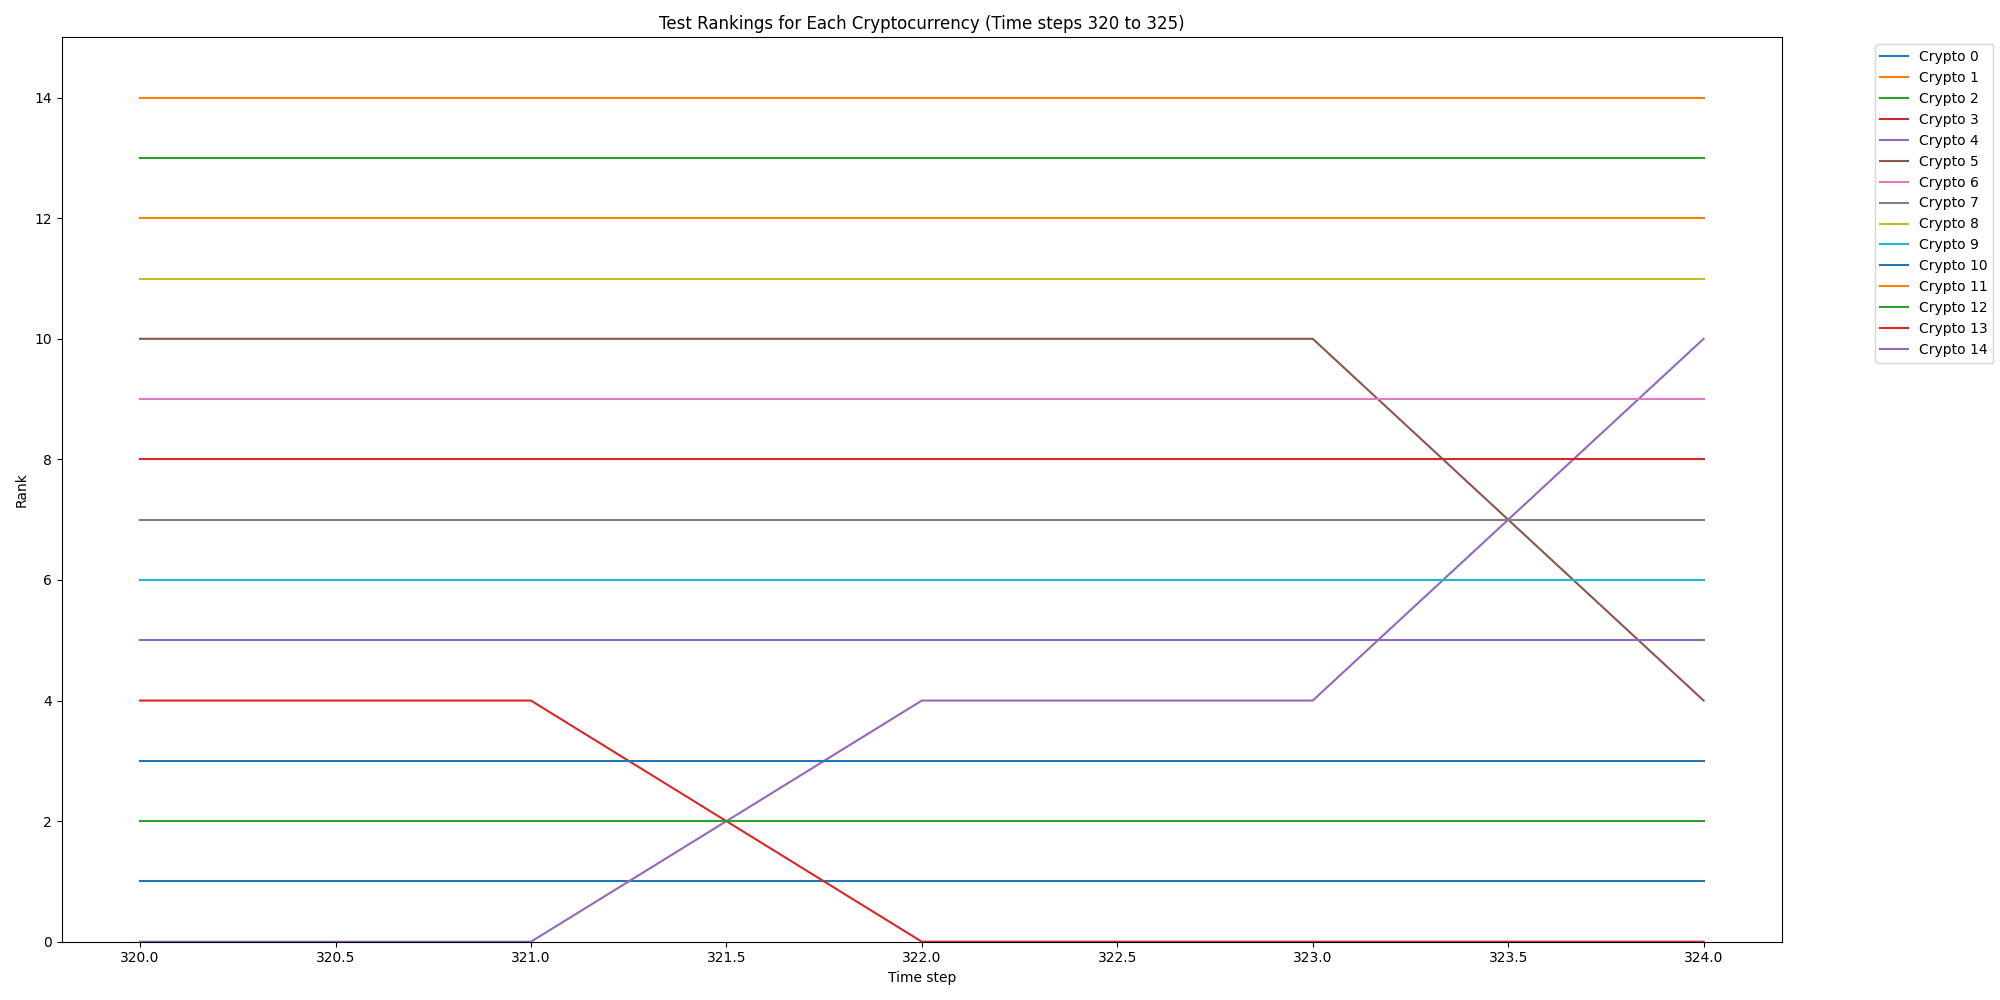 Test Rankings for Each Cryptocurrency (Time steps 320 to 325)
14
12
10
8
6
4
2
0
Rank
320.0 320.5 321.0 321.5 322.0 322.5 323.0 323.5 324.0
Time step
Crypto 0
Crypto 1
Crypto 2
Crypto 3
Crypto 4
Crypto 5
Crypto 6
Crypto 7
Crypto 8
Crypto 9
Crypto 10
Crypto 11
Crypto 12
Crypto 13
Crypto 14